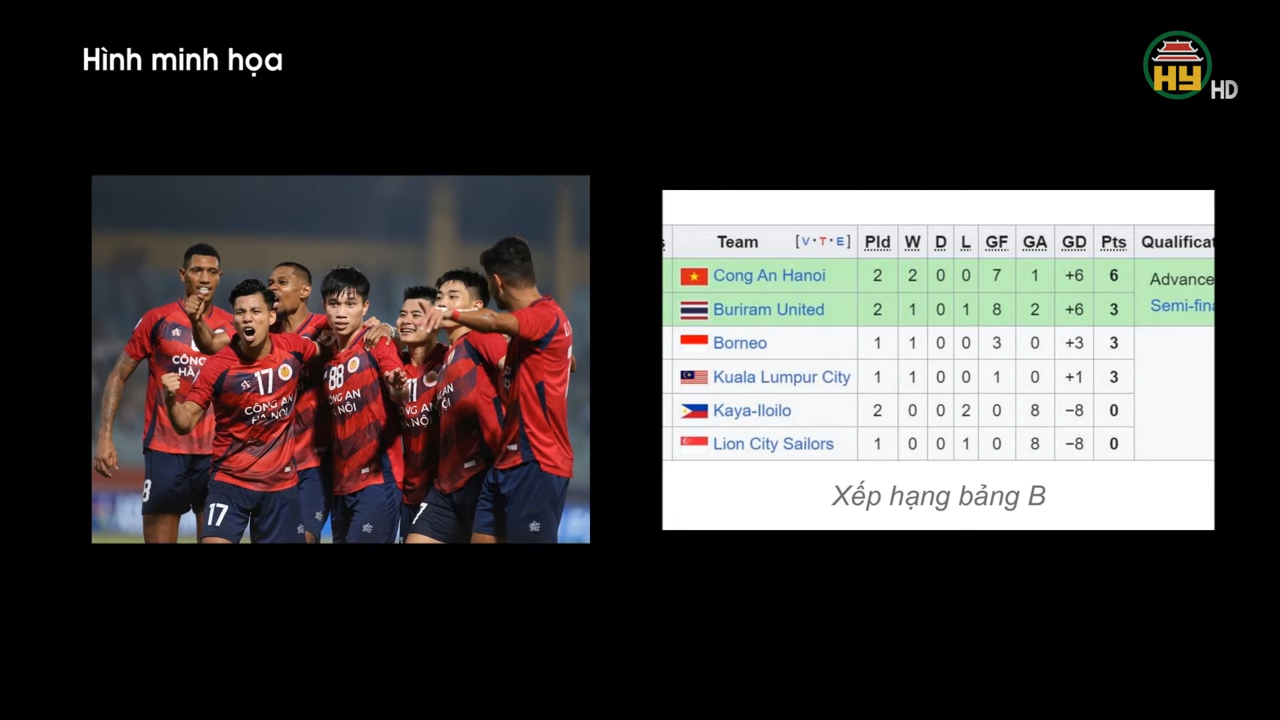 Hình minh họa
HY HD
17
CÔNG AN
HÀ NỘI
17
88
11
CÔNG AN
HÀ NỘI
7
8
Team [V·T·E] Pld W D L GF GA GD Pts
Cong An Hanoi 2 2 0 0 7 1 +6 6 Advance
Buriram United 2 1 0 1 8 2 +6 3
Borneo 1 1 0 0 3 0 +3 3
Kuala Lumpur City 1 1 0 0 1 0 +1 3
Kaya-Iloilo 2 0 0 2 0 8 −8 0
Lion City Sailors 1 0 0 1 0 8 −8 0
Xếp hạng bảng B